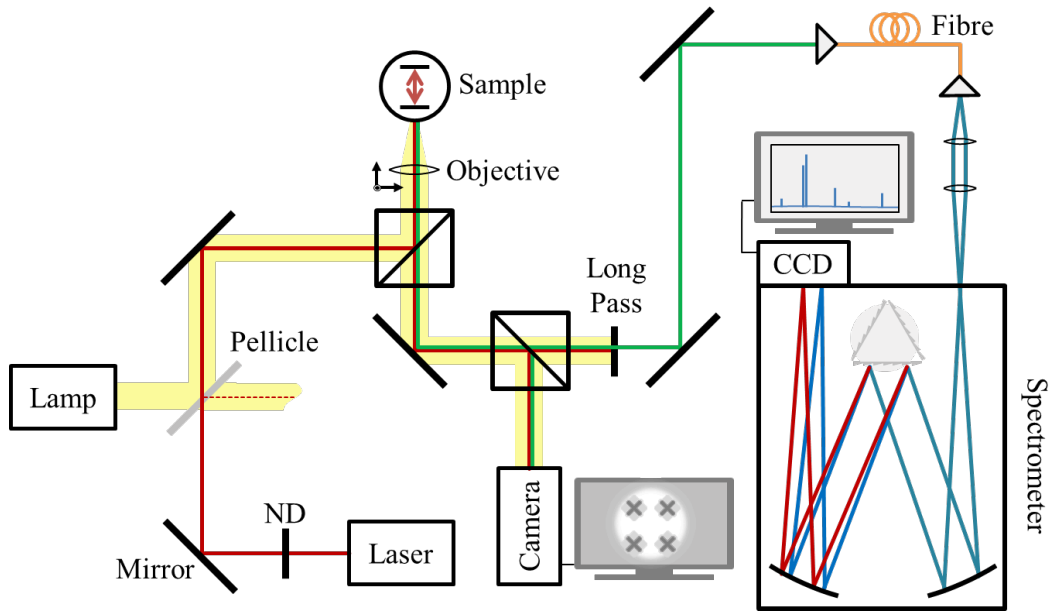 Fibre
Sample
Objective
Long
Pass
CCD
Pellicle
Lamp
Spectrometer
Camera
ND
Laser
Mirror